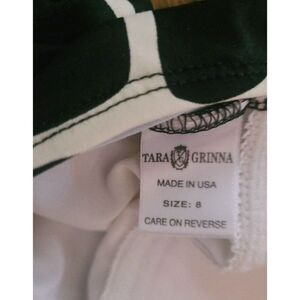 TARA GRINNA
MADE IN USA
SIZE: 8
CARE ON REVERSE